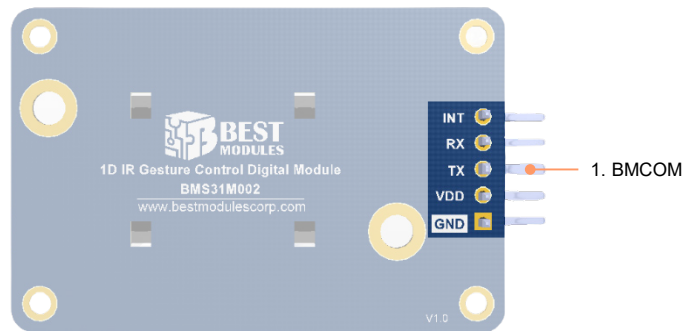 BEST
MODULES
1D IR Gesture Control Digital Module
BMS31M002
www.bestmodulescorp.com
INT
RX
TX
VDD
GND
1. BMCOM
V1.0